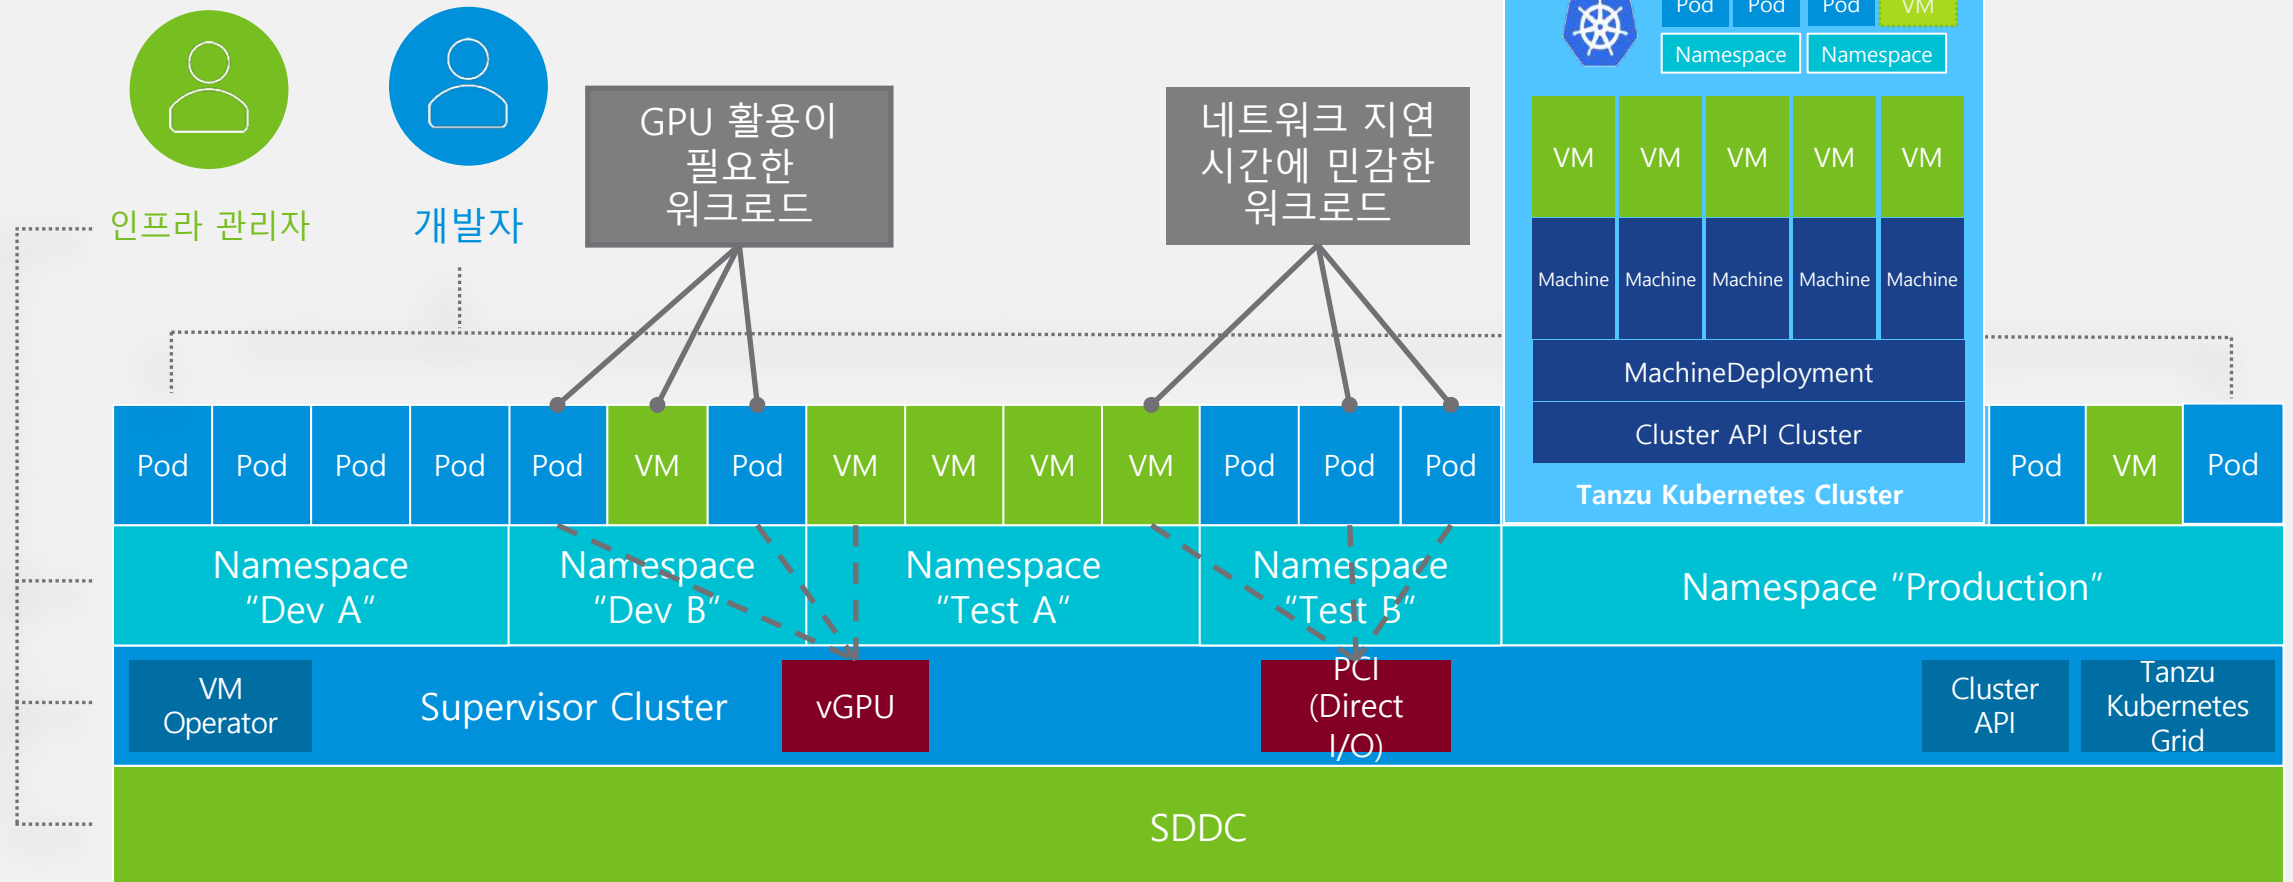 Pod Pod Pod VM
Namespace Namespace
GPU 활용이
필요한
워크로드
네트워크 지연
시간에 민감한
워크로드
VM VM VM VM VM
인프라 관리자
개발자
Machine Machine Machine Machine Machine
MachineDeployment
Cluster API Cluster
Tanzu Kubernetes Cluster
Pod Pod Pod Pod Pod VM Pod VM VM VM VM Pod Pod Pod Pod VM Pod
Namespace
"Dev A"
Namespace
"Dev B"
Namespace
"Test A"
Namespace
"Test B"
Namespace "Production"
VM
Operator
Supervisor Cluster
vGPU
PCI
(Direct
I/O)
Cluster
API
Tanzu
Kubernetes
Grid
SDDC